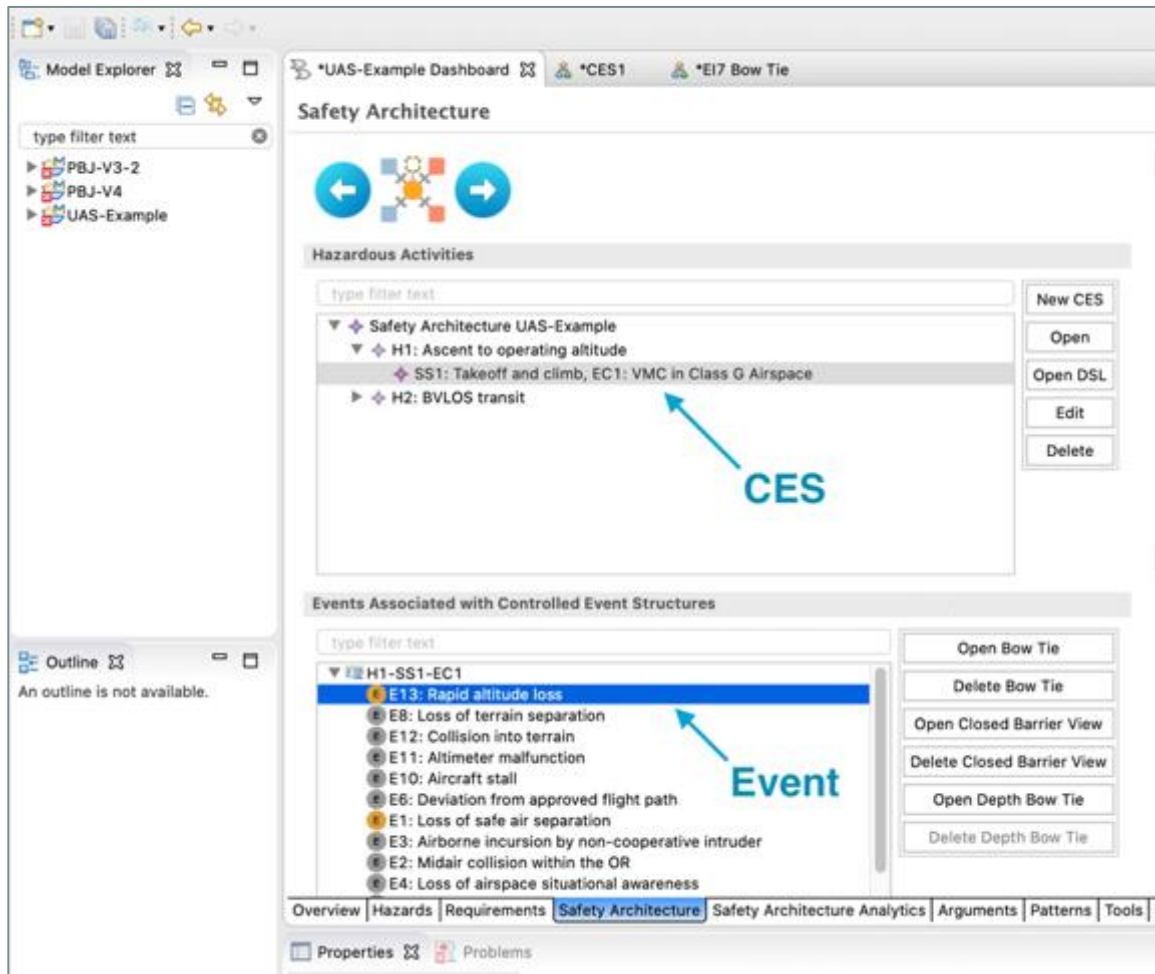 Model Explorer
type filter text
PBJ-V3-2
PBJ-V4
UAS-Example
Outline
An outline is not available.
*UAS-Example Dashboard
*CES1
*EI7 Bow Tie
Safety Architecture
Hazardous Activities
type filter text
Safety Architecture UAS-Example
H1: Ascent to operating altitude
SS1: Takeoff and climb, EC1: VMC in Class G Airspace
H2: BVLOS transit
CES
New CES
Open
Open DSL
Edit
Delete
Events Associated with Controlled Event Structures
type filter text
H1-SS1-EC1
E13: Rapid altitude loss
E8: Loss of terrain separation
E12: Collision into terrain
E11: Altimeter malfunction
E10: Aircraft stall
E6: Deviation from approved flight path
E1: Loss of safe air separation
E3: Airborne incursion by non-cooperative intruder
E2: Midair collision within the OR
E4: Loss of airspace situational awareness
Event
Open Bow Tie
Delete Bow Tie
Open Closed Barrier View
Delete Closed Barrier View
Open Depth Bow Tie
Delete Depth Bow Tie
Overview Hazards Requirements Safety Architecture Safety Architecture Analytics Arguments Patterns Tools
Properties Problems